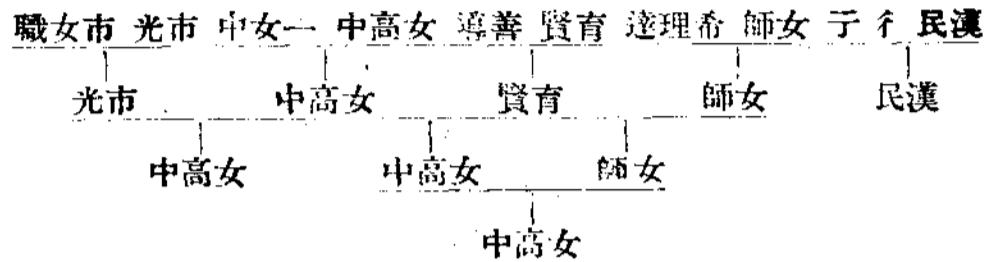 職女市 光市 中女一 中高女 導善 賢育 達理希 師女 于彳 民漢
光市 中高女 賢育 師女 民漢
中高女 中高女 師女
中高女